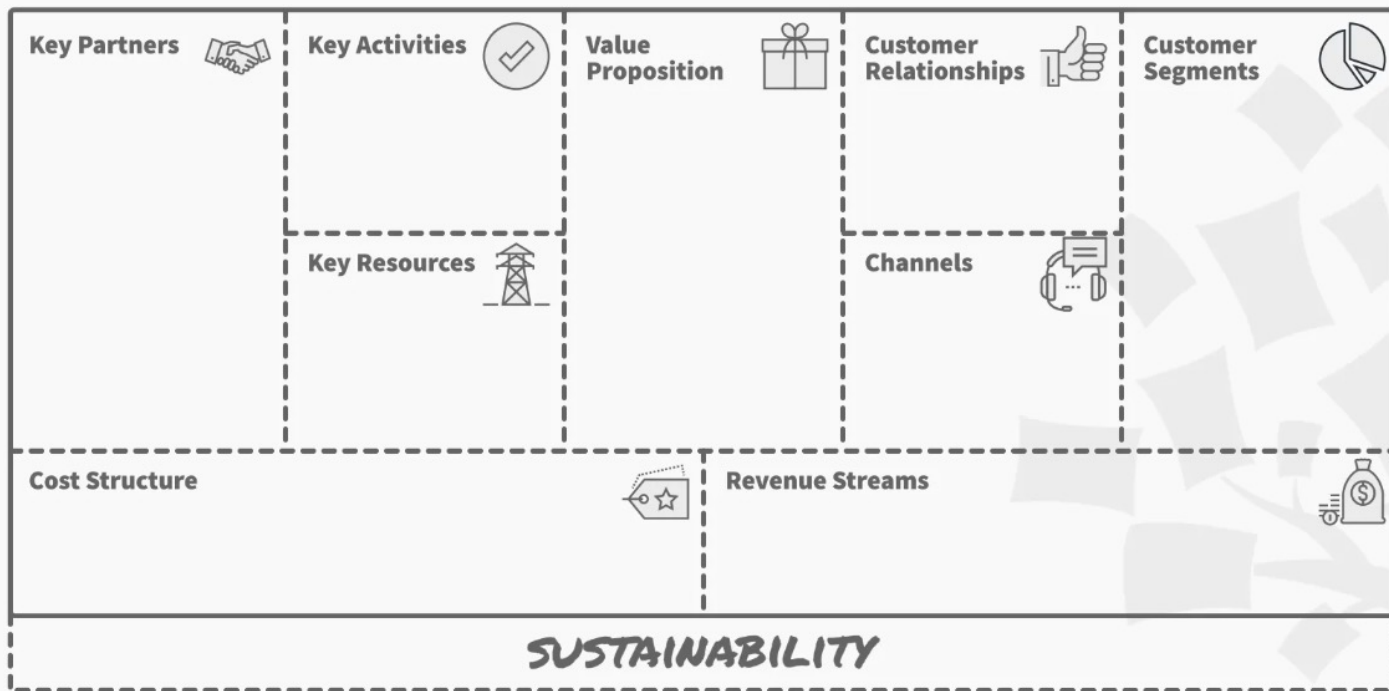 Key Partners
Key Activities
Value
Proposition
Customer
Relationships
Customer
Segments
Key Resources
Channels
Cost Structure
Revenue Streams
SUSTAINABILITY